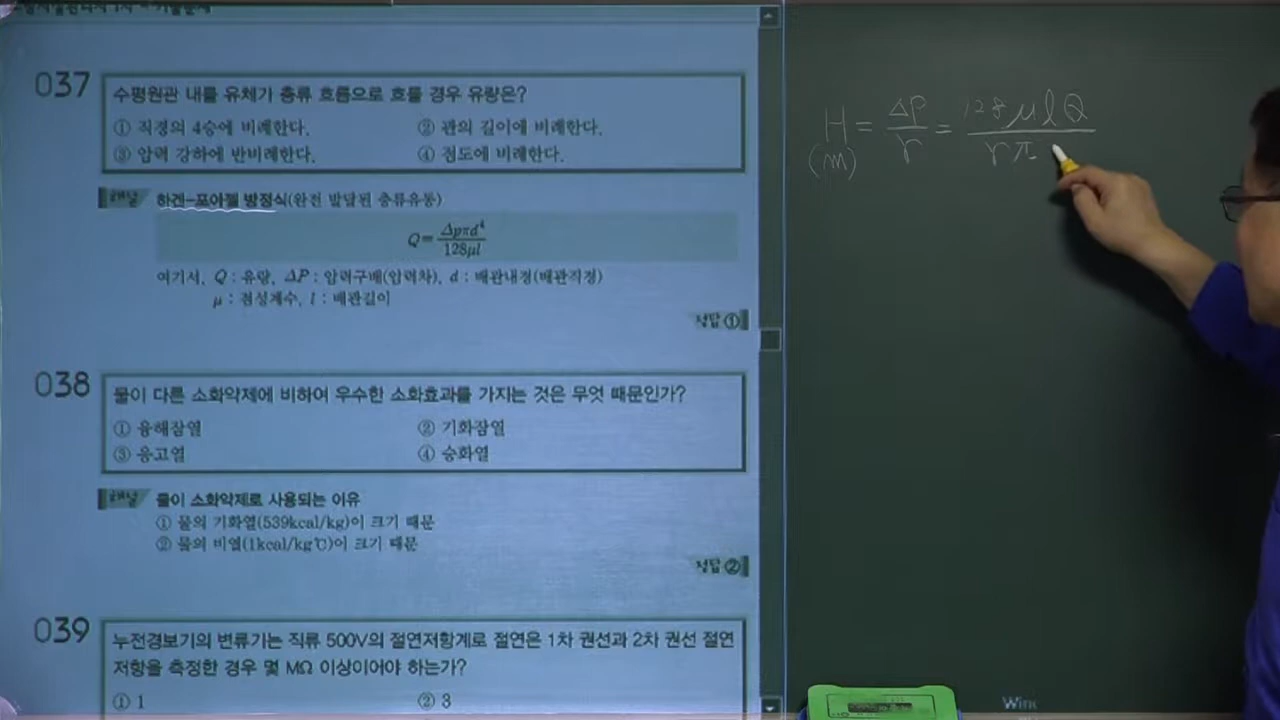 037
수평원관 내를 유체가 층류 흐름으로 흐를 경우 유량은?
① 직경의 4승에 비례한다. ② 관의 길이에 비례한다.
③ 압력 강하에 반비례한다. ④ 점도에 비례한다.
해설 하겐-포아젤 방정식(완전 발달된 층류유동)
Q=Δpπd⁴/128μl
여기서, Q : 유량, ΔP : 압력구배(압력차), d : 배관내경(배관직경)
μ : 점성계수, l : 배관길이
정답 ①
038
물이 다른 소화약제에 비하여 우수한 소화효과를 가지는 것은 무엇 때문인가?
① 융해잠열 ② 기화잠열
③ 응고열 ④ 승화열
해설 물이 소화약제로 사용되는 이유
① 물의 기화열(539kcal/kg)이 크기 때문
② 물의 비열(1kcal/kg℃)이 크기 때문
정답 ②
039
누전경보기의 변류기는 직류 500V의 절연저항계로 절연은 1차 권선과 2차 권선 절연
저항을 측정한 경우 몇 MΩ 이상이어야 하는가?
① 1 ② 3
H = ΔP/r = 128μlQ/rπ
(m)